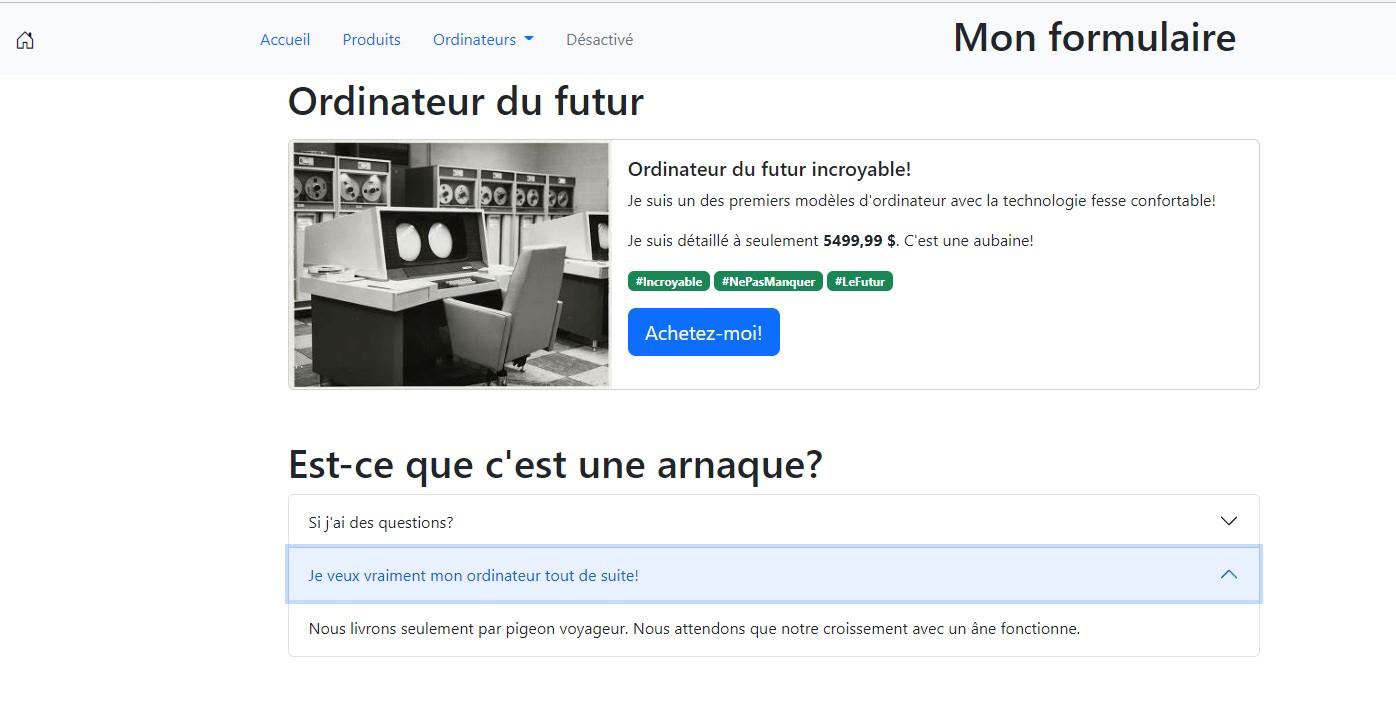 Accueil Produits Ordinateurs Désactivé Mon formulaire
Ordinateur du futur
Ordinateur du futur incroyable!
Je suis un des premiers modèles d'ordinateur avec la technologie fesse confortable!
Je suis détaillé à seulement 5499,99 $. C'est une aubaine!
#Incroyable #NePasManquer #LeFutur
Achetez-moi!
Est-ce que c'est une arnaque?
Si j'ai des questions?
Je veux vraiment mon ordinateur tout de suite!
Nous livrons seulement par pigeon voyageur. Nous attendons que notre croissement avec un âne fonctionne.